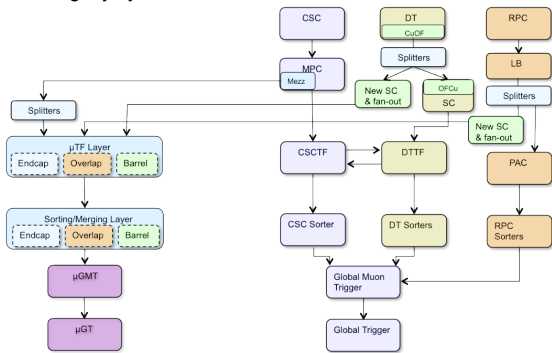 CSC
DT
CuOF
RPC
Splitters
MPC
Mezz
LB
New SC
& fan-out
OFCu
SC
Splitters
Splitters
New SC
& fan-out
µTF Layer
Endcap
Overlap
Barrel
CSCTF
DTTF
PAC
Sorting/Merging Layer
Endcap
Overlap
Barrel
CSC Sorter
DT Sorters
RPC
Sorters
µGMT
Global Muon
Trigger
µGT
Global Trigger